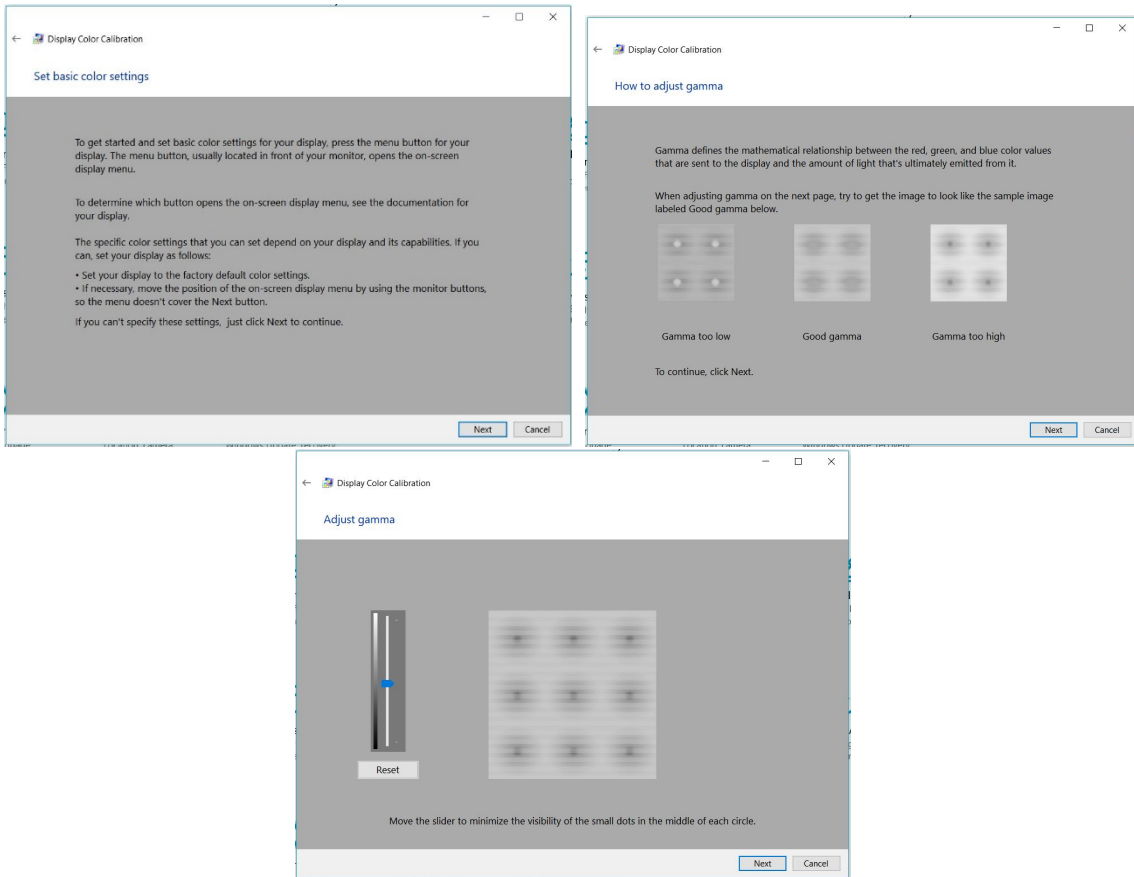 Display Color Calibration
Set basic color settings
To get started and set basic color settings for your display, press the menu button for your
display. The menu button, usually located in front of your monitor, opens the on-screen
display menu.
To determine which button opens the on-screen display menu, see the documentation for
your display.
The specific color settings that you can set depend on your display and its capabilities. If you
can, set your display as follows:
• Set your display to the factory default color settings.
• If necessary, move the position of the on-screen display menu by using the monitor buttons,
so the menu doesn't cover the Next button.
If you can't specify these settings, just click Next to continue.
Next
Cancel
Display Color Calibration
How to adjust gamma
Gamma defines the mathematical relationship between the red, green, and blue color values
that are sent to the display and the amount of light that's ultimately emitted from it.
When adjusting gamma on the next page, try to get the image to look like the sample image
labeled Good gamma below.
Gamma too low
Good gamma
Gamma too high
To continue, click Next.
Next
Cancel
Display Color Calibration
Adjust gamma
Reset
Move the slider to minimize the visibility of the small dots in the middle of each circle.
Next
Cancel